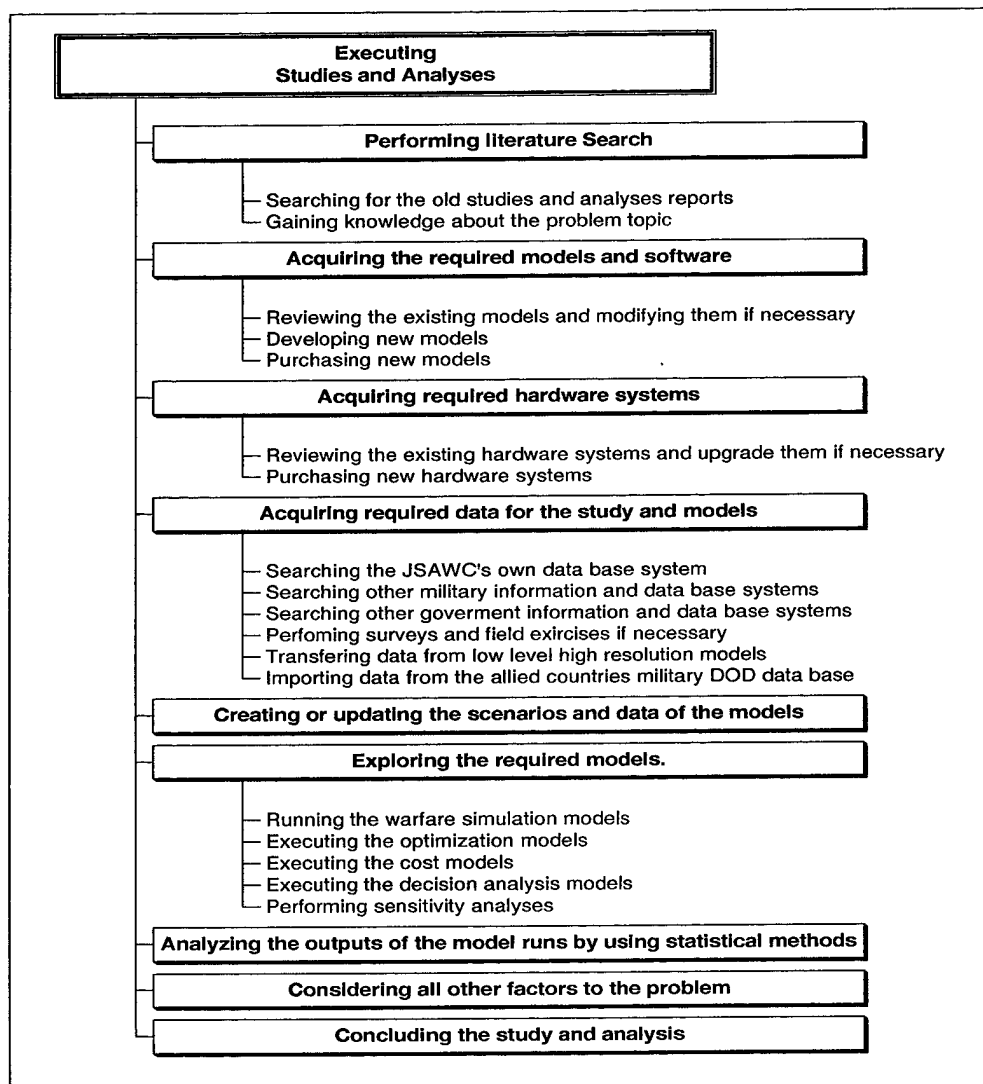 Executing
Studies and Analyses
Performing literature Search
Searching for the old studies and analyses reports
Gaining knowledge about the problem topic
Acquiring the required models and software
Reviewing the existing models and modifying them if necessary
Developing new models
Purchasing new models
Acquiring required hardware systems
Reviewing the existing hardware systems and upgrade them if necessary
Purchasing new hardware systems
Acquiring required data for the study and models
Searching the JSAWC's own data base system
Searching other military information and data base systems
Searching other goverment information and data base systems
Perfoming surveys and field exircises if necessary
Transfering data from low level high resolution models
Importing data from the allied countries military DOD data base
Creating or updating the scenarios and data of the models
Exploring the required models.
Running the warfare simulation models
Executing the optimization models
Executing the cost models
Executing the decision analysis models
Performing sensitivity analyses
Analyzing the outputs of the model runs by using statistical methods
Considering all other factors to the problem
Concluding the study and analysis